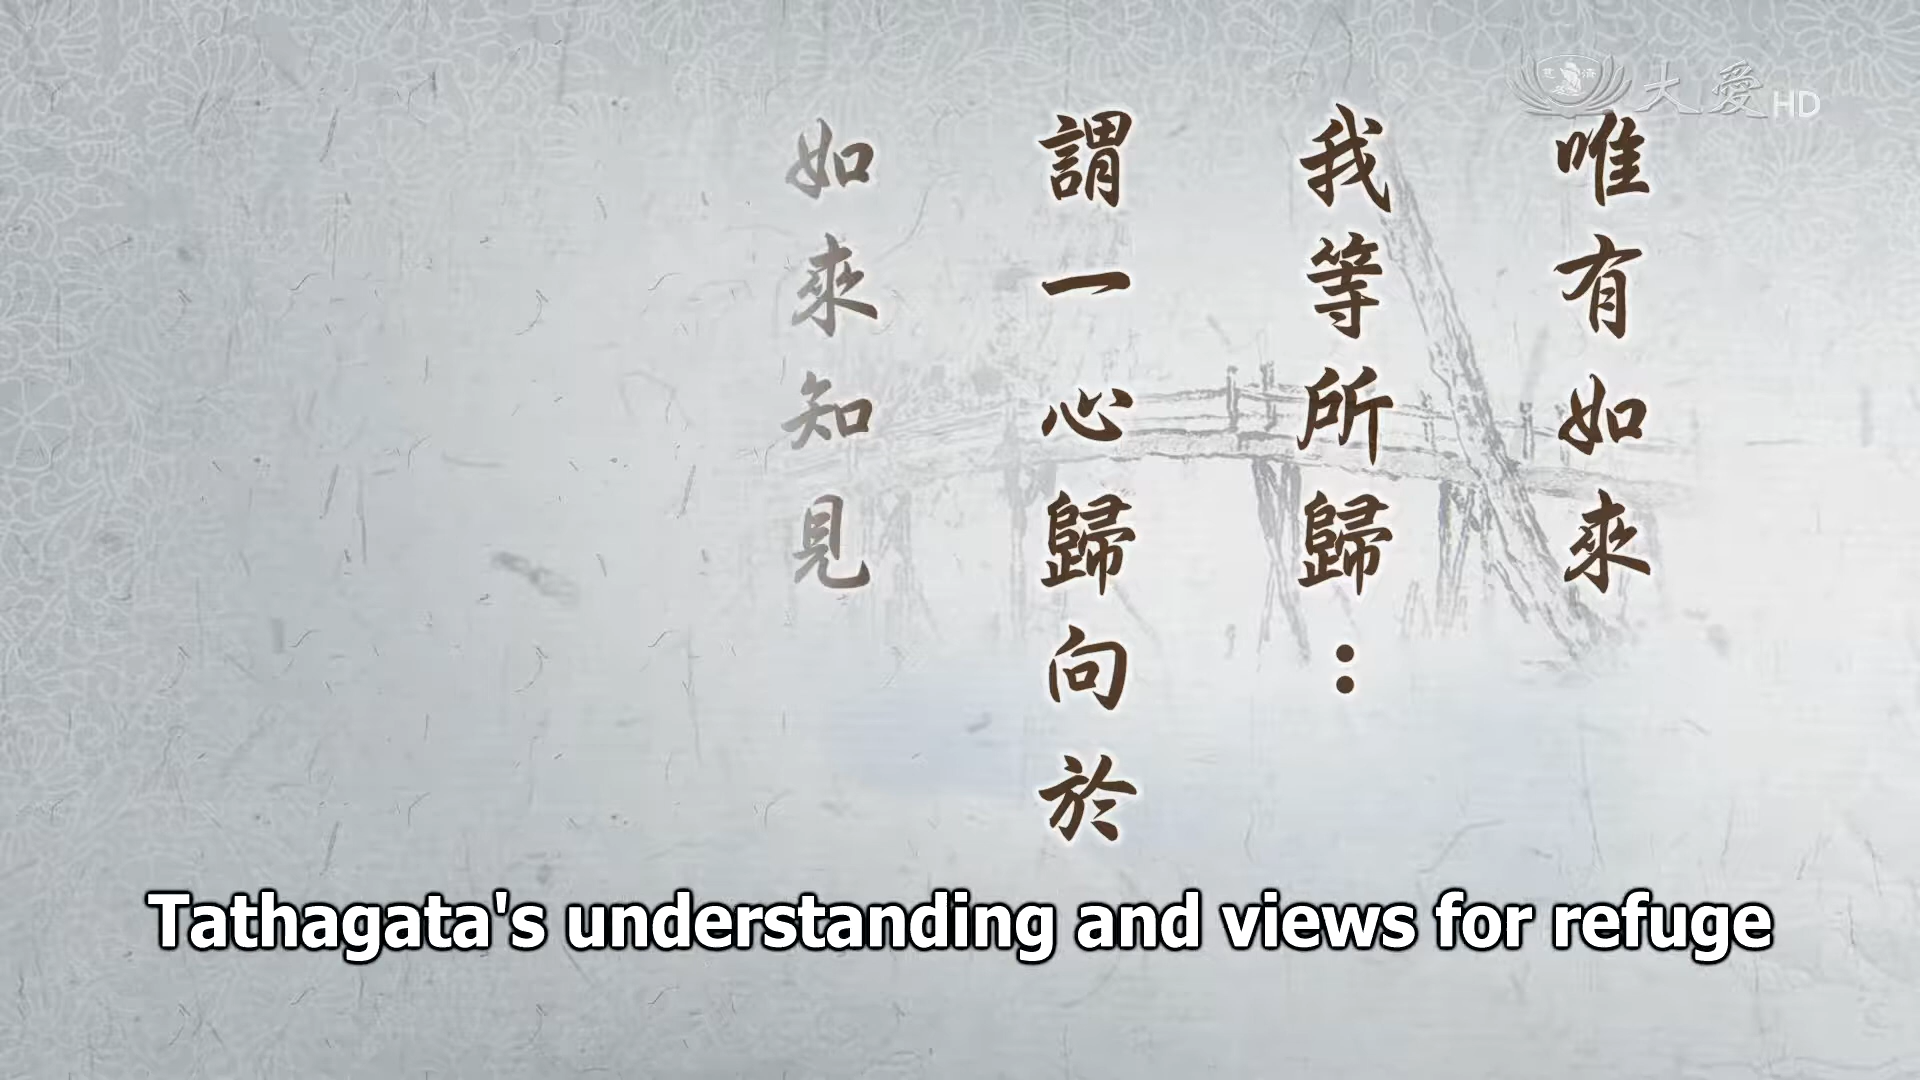 大愛HD
唯有如來
我等所歸：
謂一心歸向於
如來知見
Tathagata's understanding and views for refuge